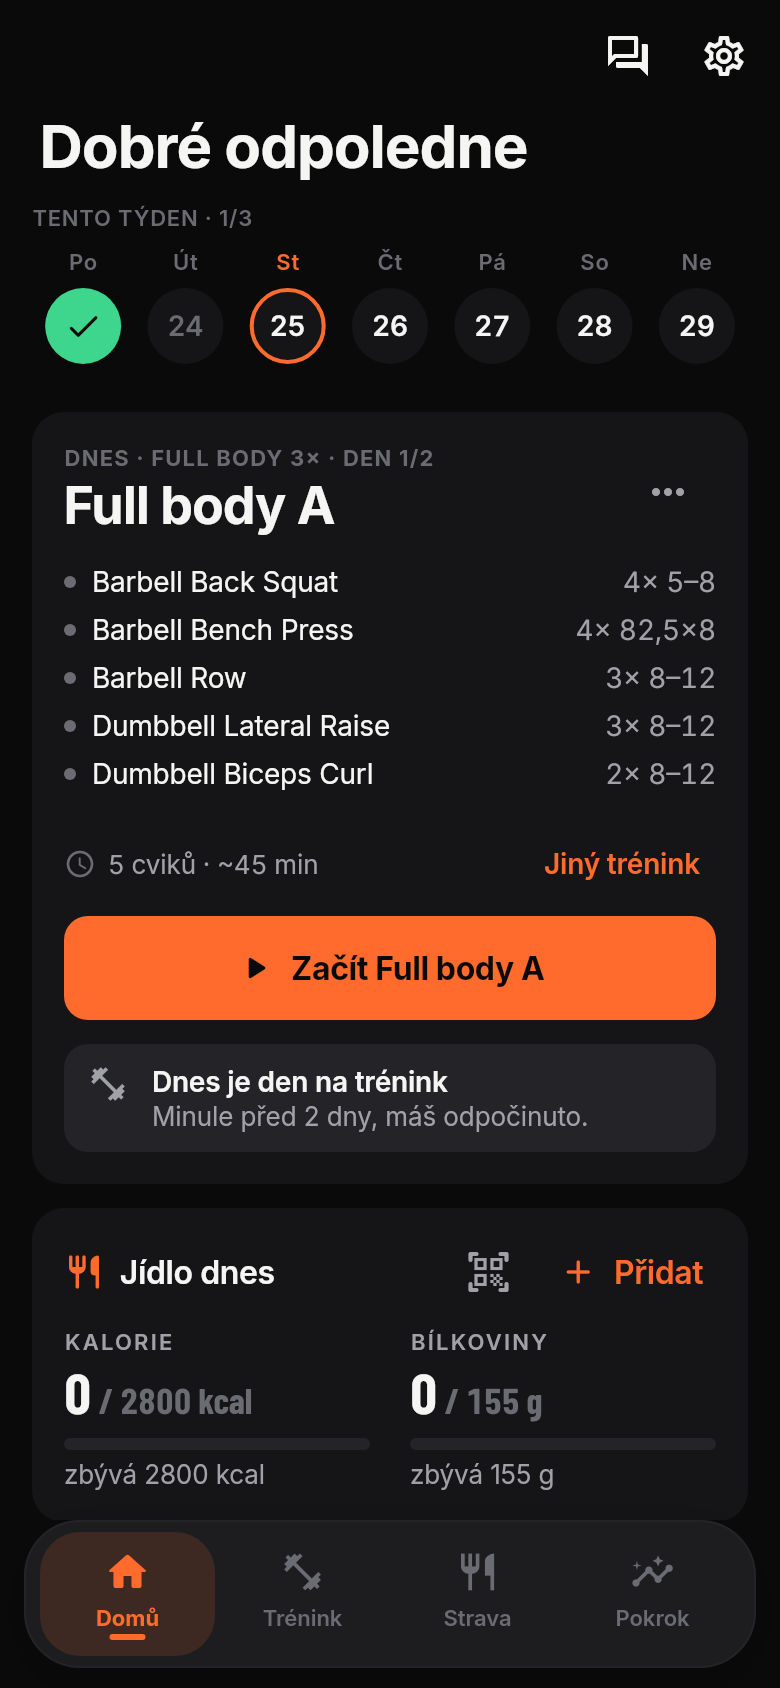 Dobré odpoledne
TENTO TÝDEN · 1/3
Po Út St Čt Pá So Ne
24 25 26 27 28 29
DNES · FULL BODY 3× · DEN 1/2
Full body A
Barbell Back Squat 4× 5–8
Barbell Bench Press 4× 82,5×8
Barbell Row 3× 8–12
Dumbbell Lateral Raise 3× 8–12
Dumbbell Biceps Curl 2× 8–12
5 cviků · ~45 min Jiný trénink
Začít Full body A
Dnes je den na trénink
Minule před 2 dny, máš odpočinuto.
Jídlo dnes + Přidat
KALORIE BÍLKOVINY
0 / 2800 kcal 0 / 155 g
zbývá 2800 kcal zbývá 155 g
Domů Trénink Strava Pokrok